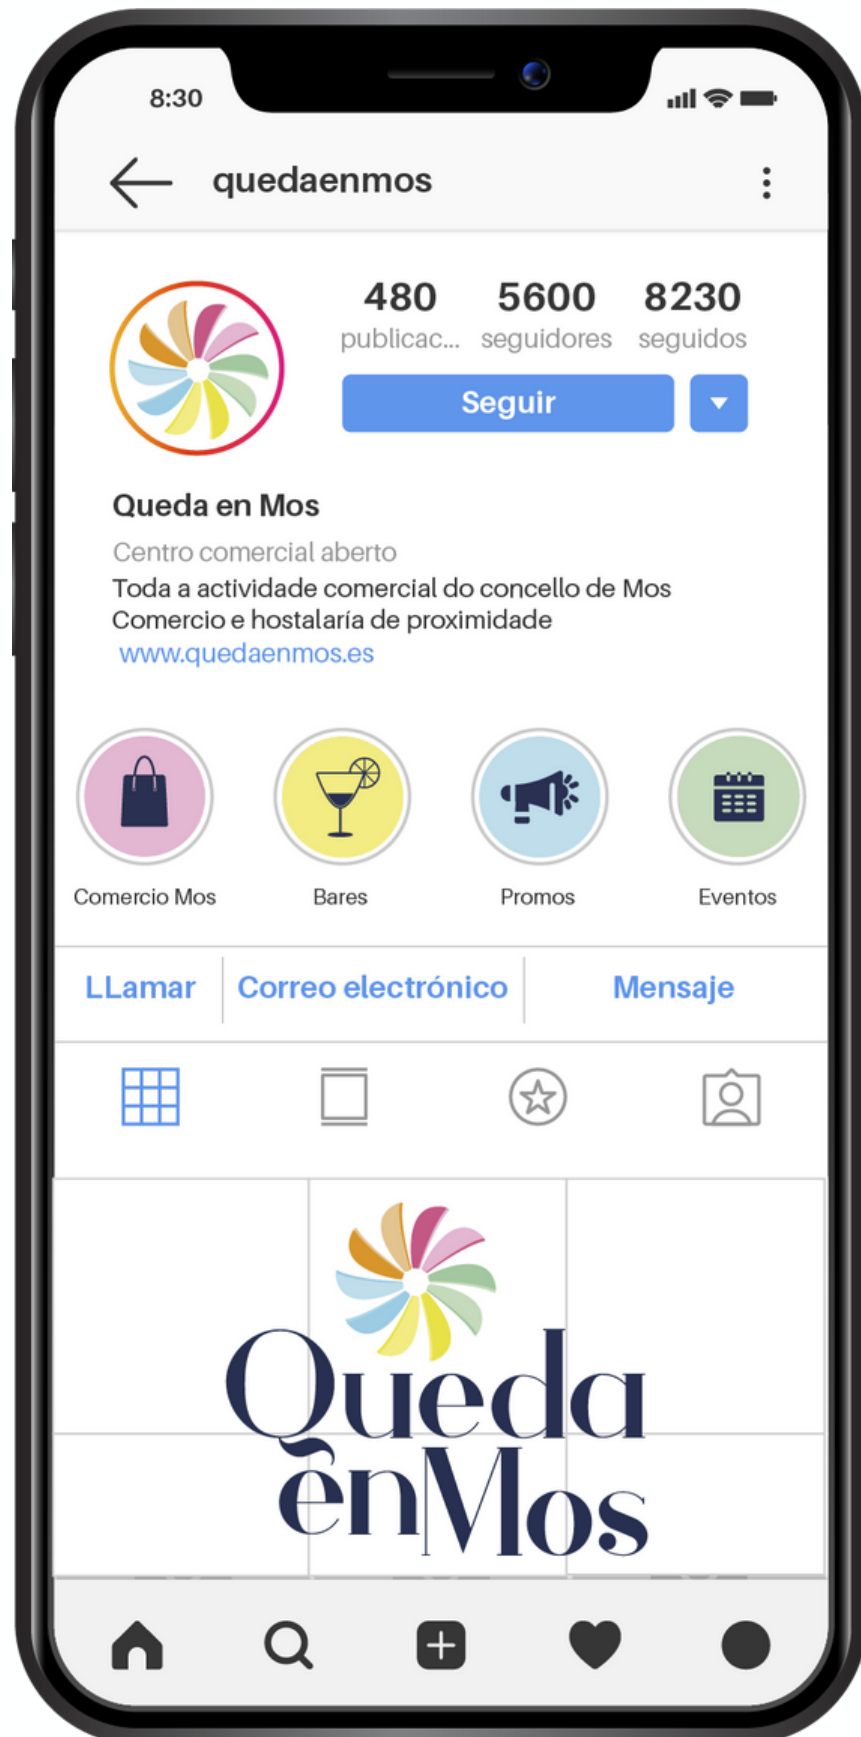 8:30
quedaenmos
480 5600 8230
publicac... seguidores seguidos
Seguir
Queda en Mos
Centro comercial aberto
Toda a actividade comercial do concello de Mos
Comercio e hostalaría de proximidade
www.quedaenmos.es
Comercio Mos Bares Promos Eventos
LLamar Correo electrónico Mensaje
Queda
enMos